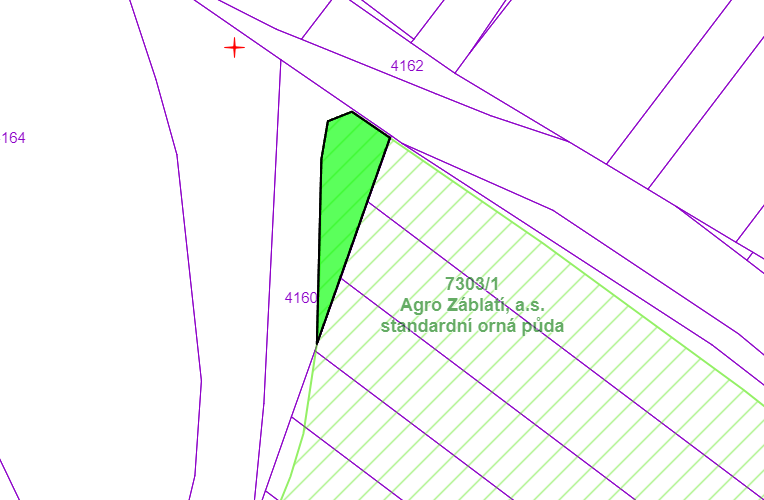 4162
164
7303/1
4160
Agro Záblatí, a.s.
standardní orná půda